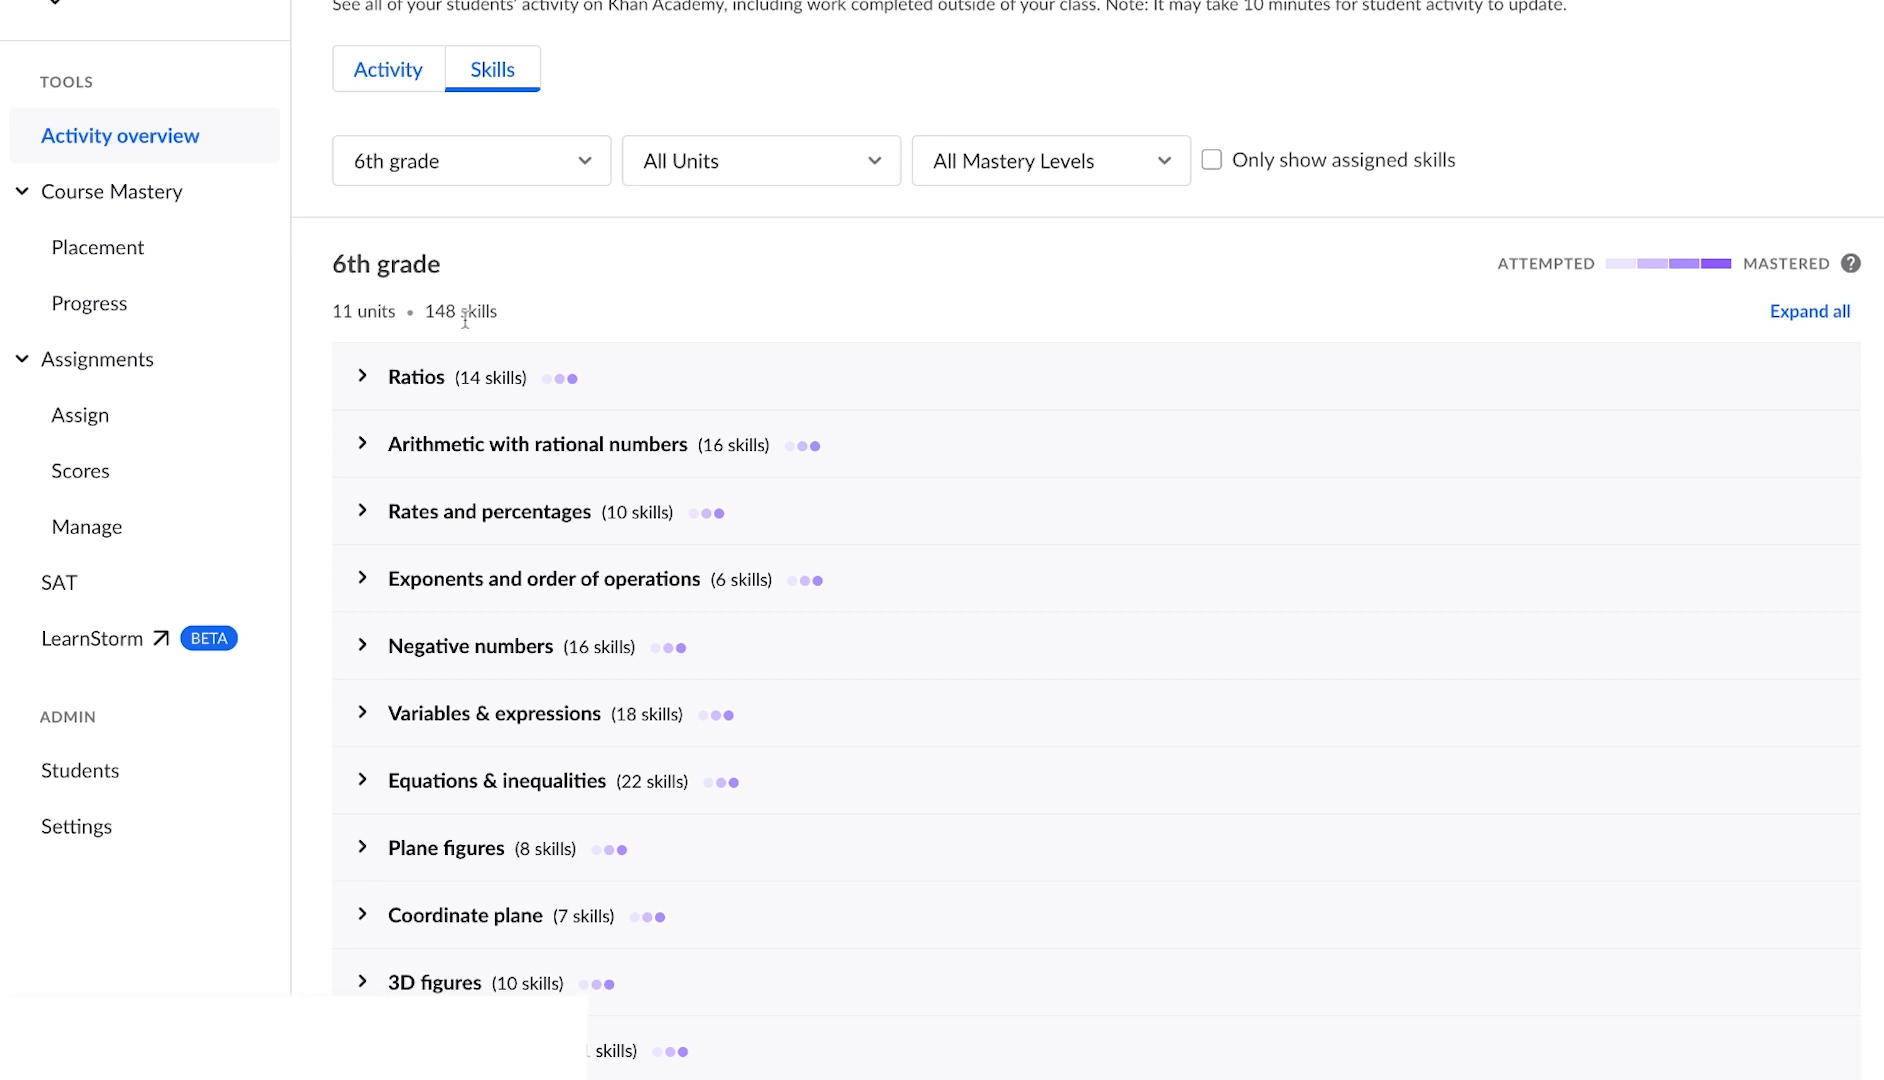 See all of your students' activity on Khan Academy, including work completed outside of your class. Note: It may take 10 minutes for student activity to update.
TOOLS
Activity overview
Course Mastery
Placement
Progress
Assignments
Assign
Scores
Manage
SAT
LearnStorm BETA
ADMIN
Students
Settings
Activity Skills
6th grade All Units All Mastery Levels Only show assigned skills
6th grade ATTEMPTED MASTERED ?
11 units • 148 skills Expand all
Ratios (14 skills)
Arithmetic with rational numbers (16 skills)
Rates and percentages (10 skills)
Exponents and order of operations (6 skills)
Negative numbers (16 skills)
Variables & expressions (18 skills)
Equations & inequalities (22 skills)
Plane figures (8 skills)
Coordinate plane (7 skills)
3D figures (10 skills)
skills)